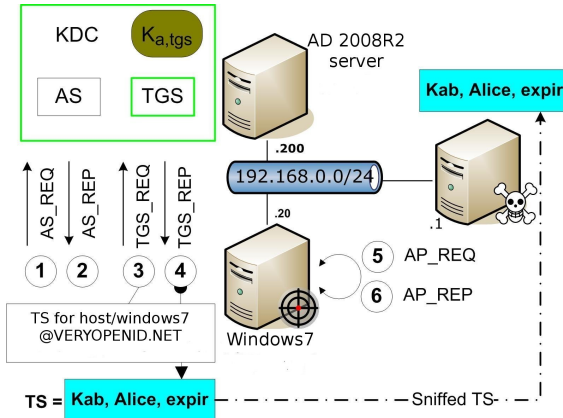 KDC
Ka,tgs
AS
TGS
AD 2008R2
server
Kab, Alice, expir
.200
192.168.0.0/24
.20
.1
AS_REQ
AS_REP
TGS_REQ
TGS_REP
1
2
3
4
5 AP_REQ
6 AP_REP
Windows7
TS for host/windows7
@VERYOPENID.NET
TS = Kab, Alice, expir
Sniffed TS